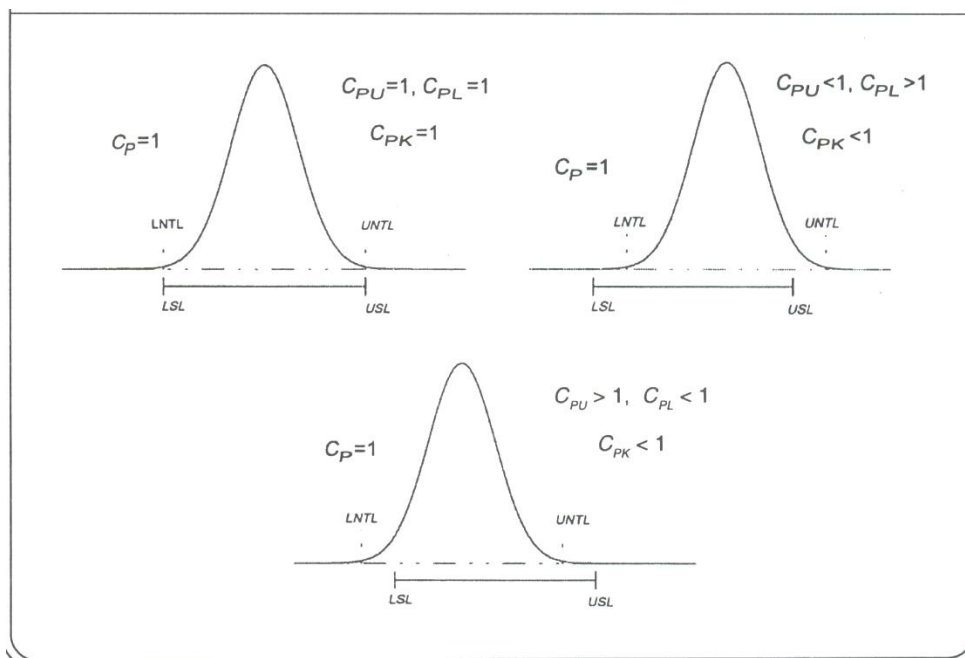 C_PU=1, C_PL=1
C_P=1
C_PK=1
LNTL
UNTL
LSL
USL
C_PU<1, C_PL>1
C_PK<1
C_P=1
LNTL
UNTL
LSL
USL
C_PU > 1, C_PL < 1
C_P=1
C_PK < 1
LNTL
UNTL
LSL
USL